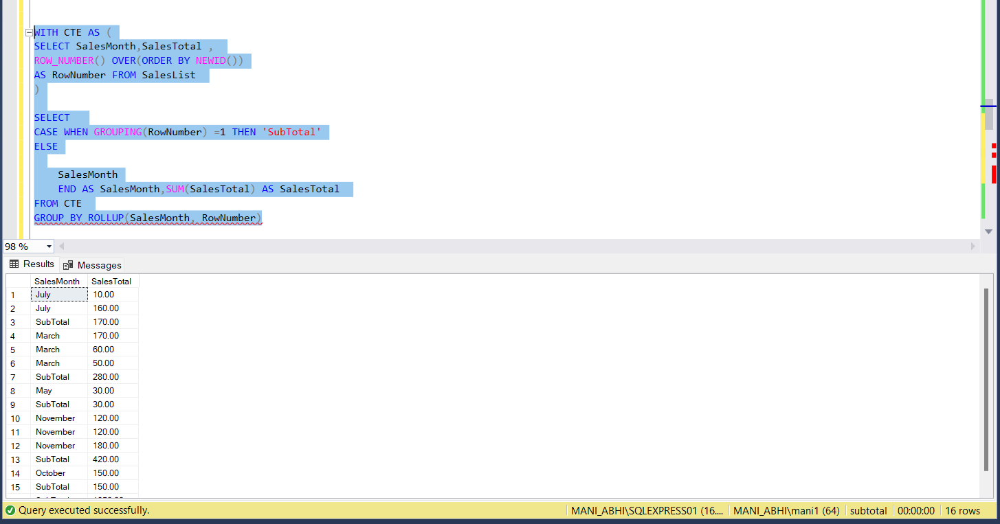 WITH CTE AS (
SELECT SalesMonth,SalesTotal ,
ROW_NUMBER() OVER(ORDER BY NEWID())
AS RowNumber FROM SalesList
)
SELECT
CASE WHEN GROUPING(RowNumber) =1 THEN 'SubTotal'
ELSE
SalesMonth
END AS SalesMonth,SUM(SalesTotal) AS SalesTotal
FROM CTE
GROUP BY ROLLUP(SalesMonth, RowNumber)
98 %
Results Messages
SalesMonth SalesTotal
1 July 10.00
2 July 160.00
3 SubTotal 170.00
4 March 170.00
5 March 60.00
6 March 50.00
7 SubTotal 280.00
8 May 30.00
9 SubTotal 30.00
10 November 120.00
11 November 120.00
12 November 180.00
13 SubTotal 420.00
14 October 150.00
15 SubTotal 150.00
Query executed successfully. MANI_ABHI\SQLEXPRESS01 (16.... MANI_ABHI\mani1 (64) subtotal 00:00:00 16 rows